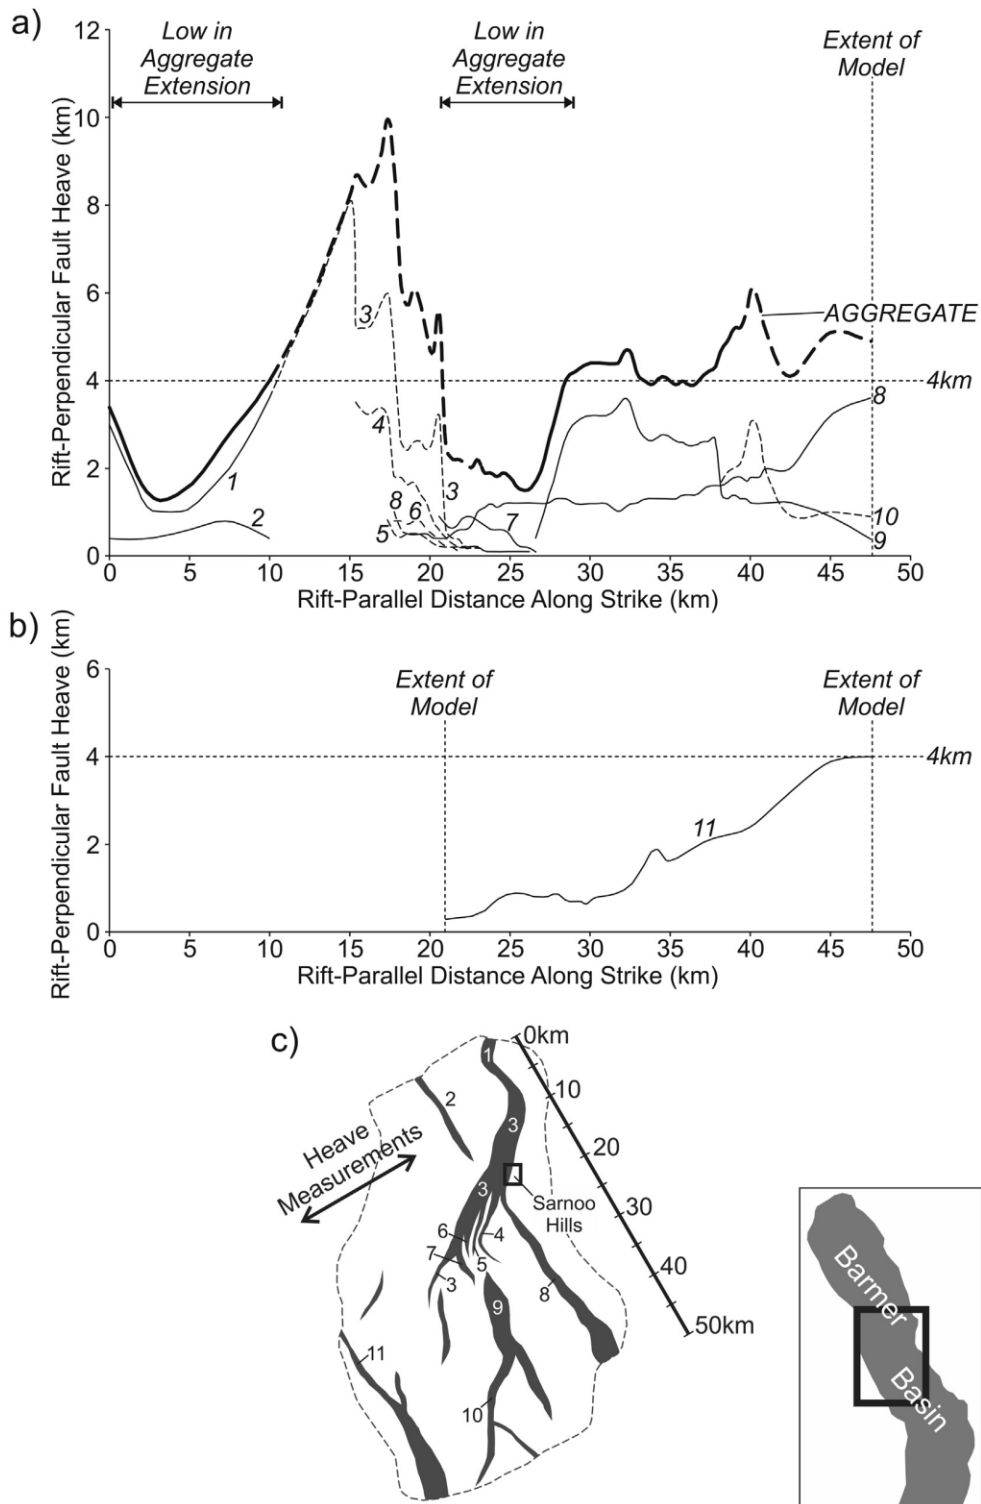 a)
Low in
Aggregate
Extension
Low in
Aggregate
Extension
Extent of
Model
Rift-Perpendicular Fault Heave (km)
12
10
8
6
4
2
0
AGGREGATE
4km
1
2
3
4
8
6
5
3
7
8
10
9
0 5 10 15 20 25 30 35 40 45 50
Rift-Parallel Distance Along Strike (km)
b)
Rift-Perpendicular Fault Heave (km)
6
4
2
0
Extent of
Model
Extent of
Model
4km
11
0 5 10 15 20 25 30 35 40 45 50
Rift-Parallel Distance Along Strike (km)
c)
0km
10
20
30
40
50km
Heave
Measurements
1
2
3
3
Sarnoo
Hills
6
4
7
5
3
8
9
11
10
Barmer
Basin